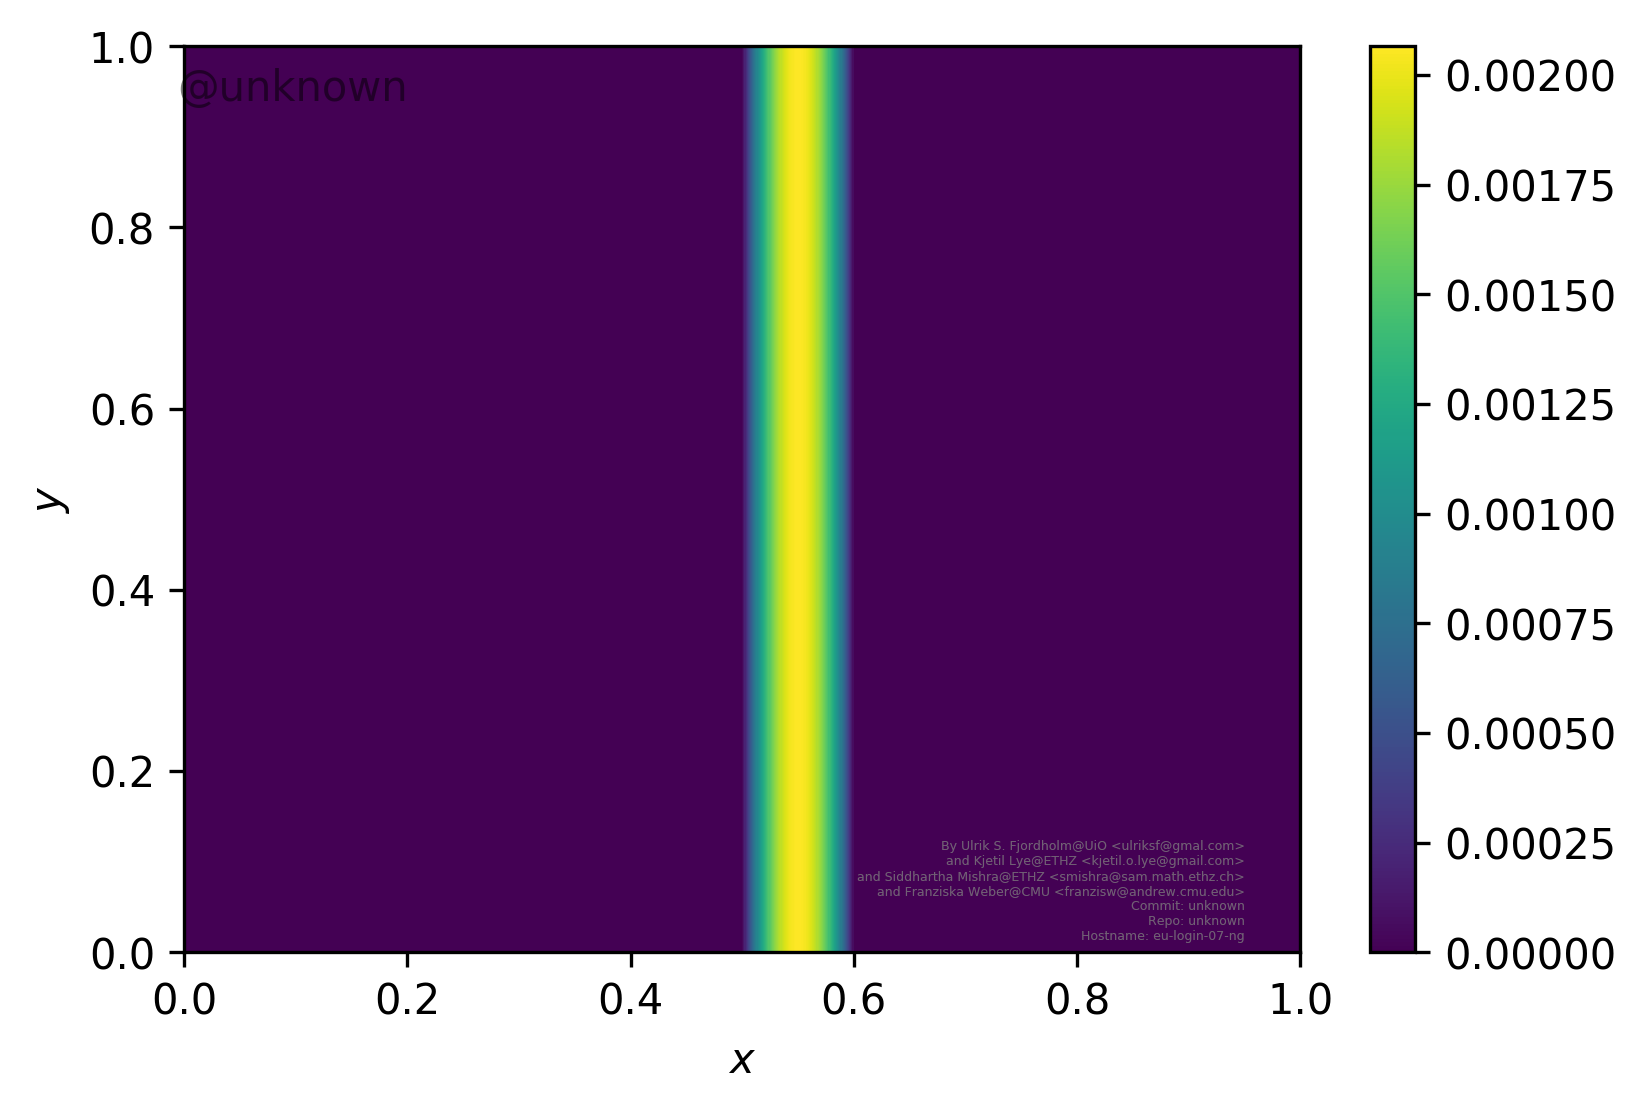 1.0
0.8
0.6
0.4
0.2
0.0
y
0.0 0.2 0.4 0.6 0.8 1.0
x
@unknown
By Ulrik S. Fjordholm@UiO <ulriksf@gmal.com>
and Kjetil Lye@ETHZ <kjetil.o.lye@gmail.com>
and Siddhartha Mishra@ETHZ <smishra@sam.math.ethz.ch>
and Franziska Weber@CMU <franzisw@andrew.cmu.edu>
Commit: unknown
Repo: unknown
Hostname: eu-login-07-ng
0.00200
0.00175
0.00150
0.00125
0.00100
0.00075
0.00050
0.00025
0.00000